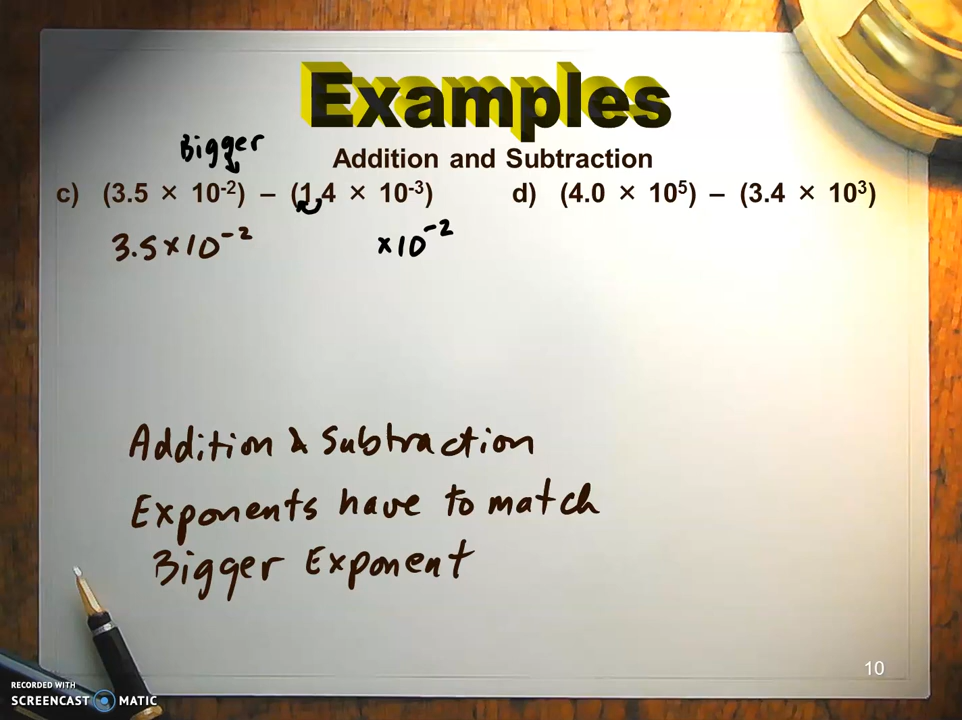 Examples
Bigger
Addition and Subtraction
c) (3.5 × 10⁻²) – (1.4 × 10⁻³) d) (4.0 × 10⁵) – (3.4 × 10³)
3.5×10⁻² ×10⁻²
Addition & Subtraction
Exponents have to match
Bigger Exponent
10
RECORDED WITH
SCREENCAST MATIC